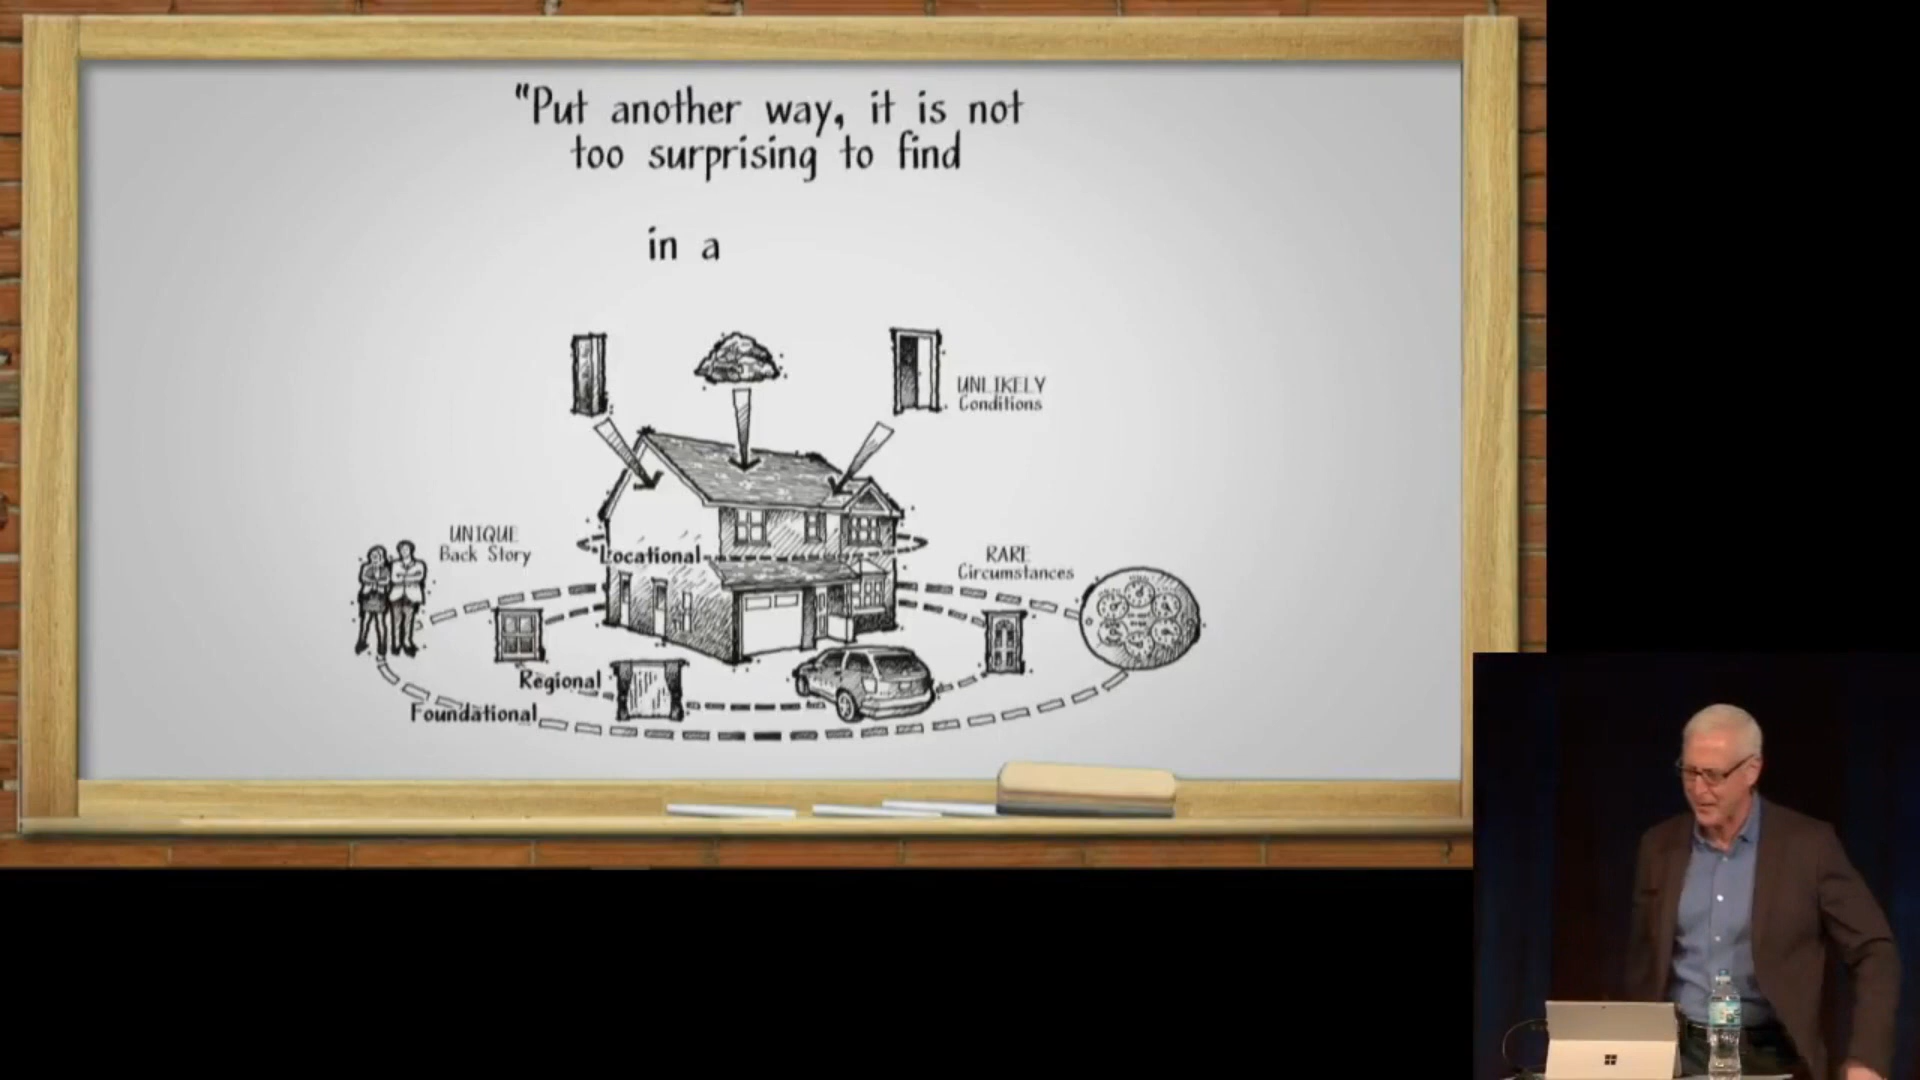 "Put another way, it is not
too surprising to find
in a
UNLIKELY
Conditions
UNIQUE
Back Story
Locational
RARE
Circumstances
Regional
Foundational